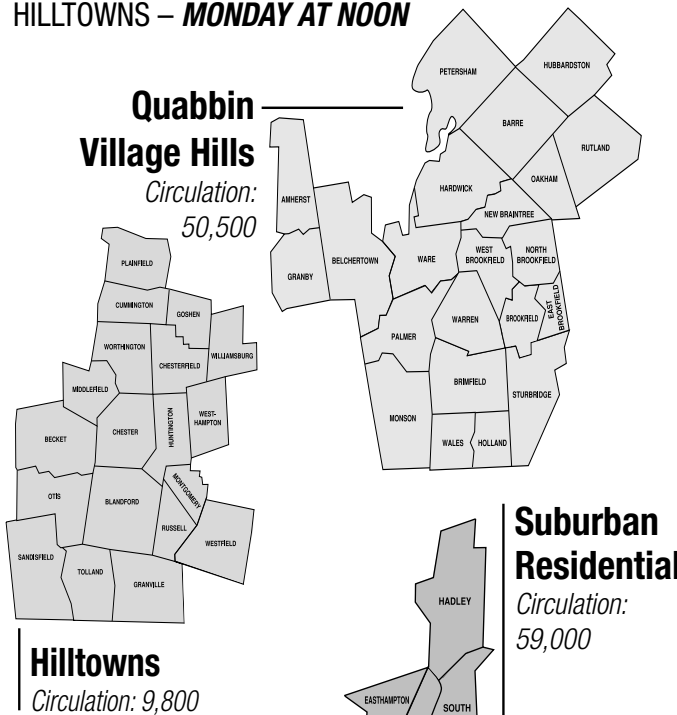 HILLTOWNS – MONDAY AT NOON
Quabbin
Village Hills
Circulation:
50,500
PETERSHAM
HUBBARDSTON
BARRE
RUTLAND
HARDWICK
OAKHAM
AMHERST
NEW BRAINTREE
BELCHERTOWN
WARE
WEST
BROOKFIELD
NORTH
BROOKFIELD
GRANBY
EAST
BROOKFIELD
WARREN
BROOKFIELD
PALMER
BRIMFIELD
STURBRIDGE
MONSON
WALES
HOLLAND
PLAINFIELD
CUMMINGTON
GOSHEN
WORTHINGTON
WILLIAMSBURG
CHESTERFIELD
MIDDLEFIELD
WEST-
HAMPTON
BECKET
CHESTER
HUNTINGTON
MONTGOMERY
OTIS
BLANDFORD
RUSSELL
WESTFIELD
SANDISFIELD
TOLLAND
GRANVILLE
Hilltowns
Circulation: 9,800
Suburban
Residential
Circulation:
59,000
HADLEY
EASTHAMPTON
SOUTH